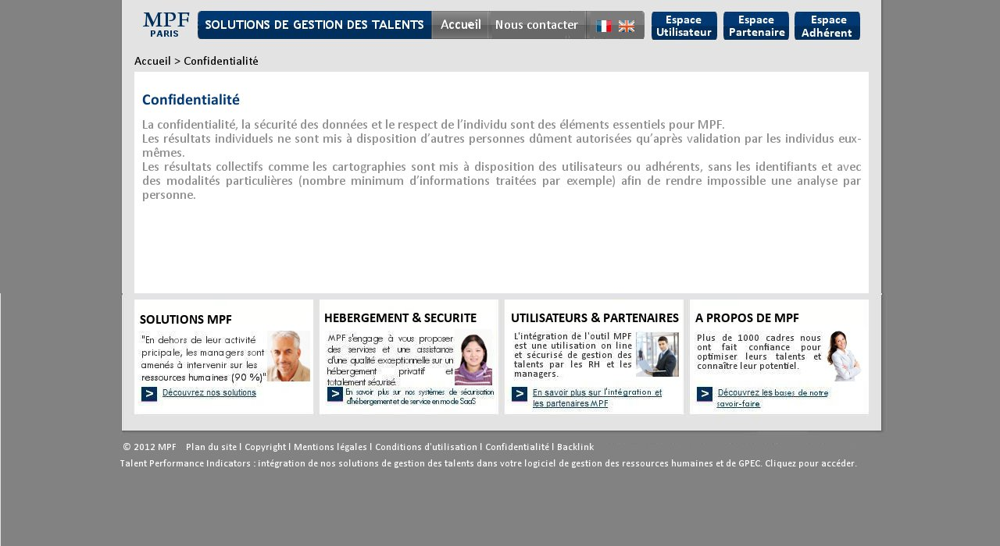 MPF
PARIS
SOLUTIONS DE GESTION DES TALENTS
Accueil
Nous contacter
Espace
Utilisateur
Espace
Partenaire
Espace
Adhérent
Accueil > Confidentialité
Confidentialité
La confidentialité, la sécurité des données et le respect de l’individu sont des éléments essentiels pour MPF.
Les résultats individuels ne sont mis à disposition d’autres personnes dûment autorisées qu’après validation par les individus eux-
mêmes.
Les résultats collectifs comme les cartographies sont mis à disposition des utilisateurs ou adhérents, sans les identifiants et avec
des modalités particulières (nombre minimum d’informations traitées par exemple) afin de rendre impossible une analyse par
personne.
SOLUTIONS MPF
"En dehors de leur activité
pricipale, les managers sont
amenés à intervenir sur les
ressources humaines (90 %)"
> Découvrez nos solutions
HEBERGEMENT & SECURITE
MPF s'engage à vous proposer
des services et une assistance
d'une qualité exceptionnelle sur un
hébergement privatif et
totalement sécurisé.
> En savoir plus sur nos systèmes de sécurisation
d'hébergement et de service en mode SaaS
UTILISATEURS & PARTENAIRES
L'intégration de l'outil MPF
est une utilisation on line
et sécurisé de gestion des
talents par les RH et les
managers.
> En savoir plus sur l'intégration et
les partenaires MPF
A PROPOS DE MPF
Plus de 1000 cadres nous
ont fait confiance pour
optimiser leurs talents et
connaître leur potentiel.
> Découvrez les bases de notre
savoir-faire
© 2012 MPF Plan du site l Copyright l Mentions légales l Conditions d'utilisation l Confidentialité l Backlink
Talent Performance Indicators : intégration de nos solutions de gestion des talents dans votre logiciel de gestion des ressources humaines et de GPEC. Cliquez pour accéder.